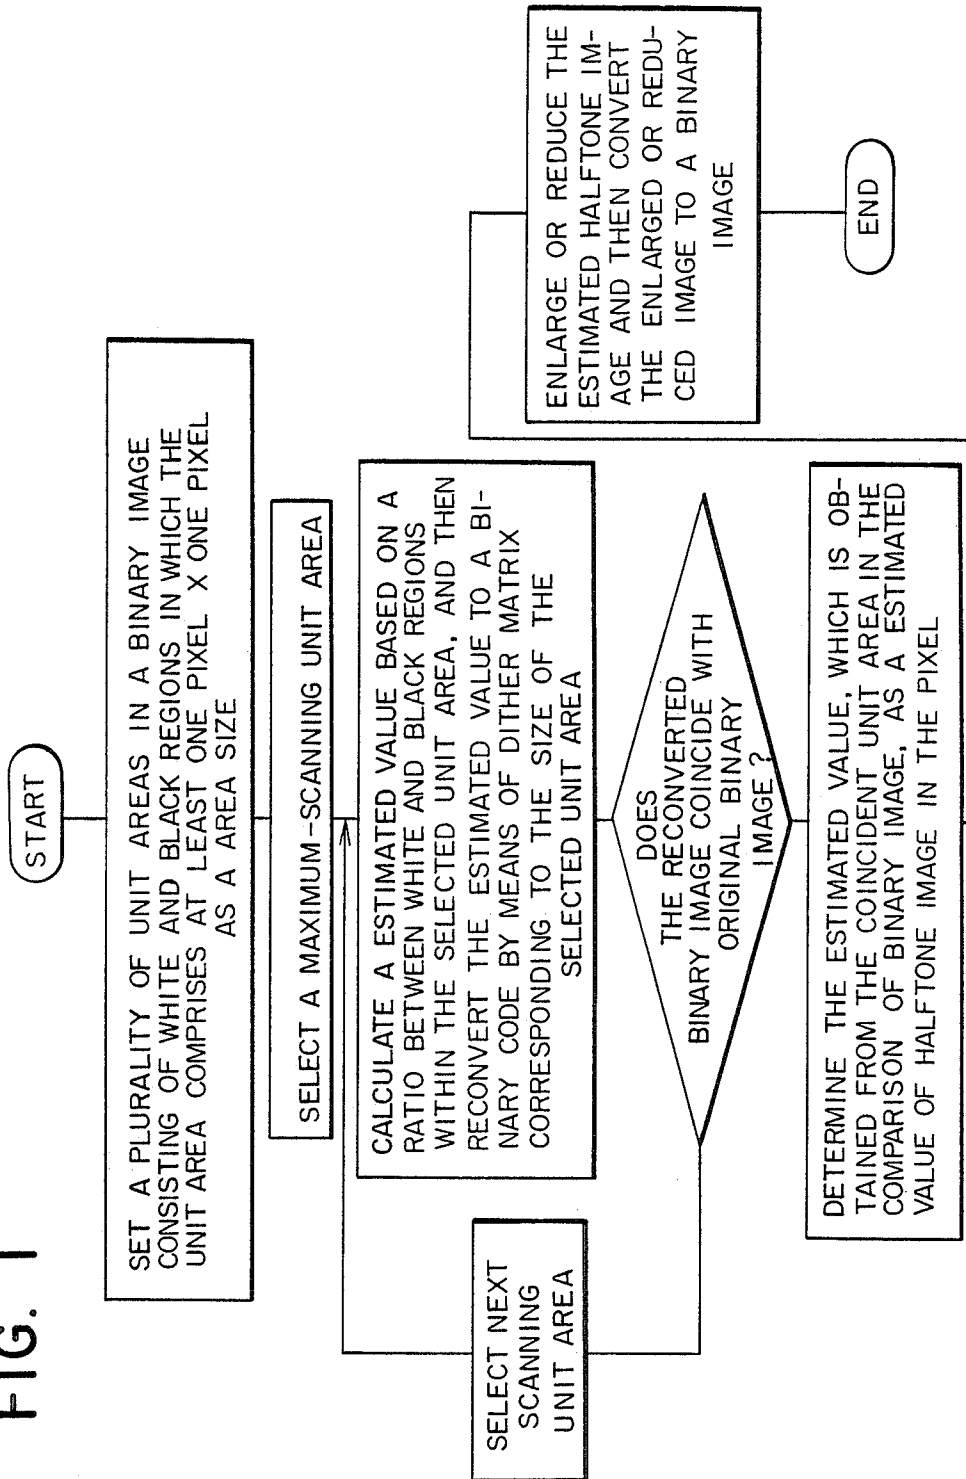 FIG. 1
START
SET A PLURALITY OF UNIT AREAS IN A BINARY IMAGE
CONSISTING OF WHITE AND BLACK REGIONS IN WHICH THE
UNIT AREA COMPRISES AT LEAST ONE PIXEL X ONE PIXEL
AS A AREA SIZE
SELECT A MAXIMUM-SCANNING UNIT AREA
CALCULATE A ESTIMATED VALUE BASED ON A
RATIO BETWEEN WHITE AND BLACK REGIONS
WITHIN THE SELECTED UNIT AREA, AND THEN
RECONVERT THE ESTIMATED VALUE TO A BI-
NARY CODE BY MEANS OF DITHER MATRIX
CORRESPONDING TO THE SIZE OF THE
SELECTED UNIT AREA
DOES
THE RECONVERTED
BINARY IMAGE COINCIDE WITH
ORIGINAL BINARY
IMAGE ?
SELECT NEXT
SCANNING
UNIT AREA
DETERMINE THE ESTIMATED VALUE, WHICH IS OB-
TAINED FROM THE COINCIDENT UNIT AREA IN THE
COMPARISON OF BINARY IMAGE, AS A ESTIMATED
VALUE OF HALFTONE IMAGE IN THE PIXEL
ENLARGE OR REDUCE THE
ESTIMATED HALFTONE IM-
AGE AND THEN CONVERT
THE ENLARGED OR REDU-
CED IMAGE TO A BINARY
IMAGE
END